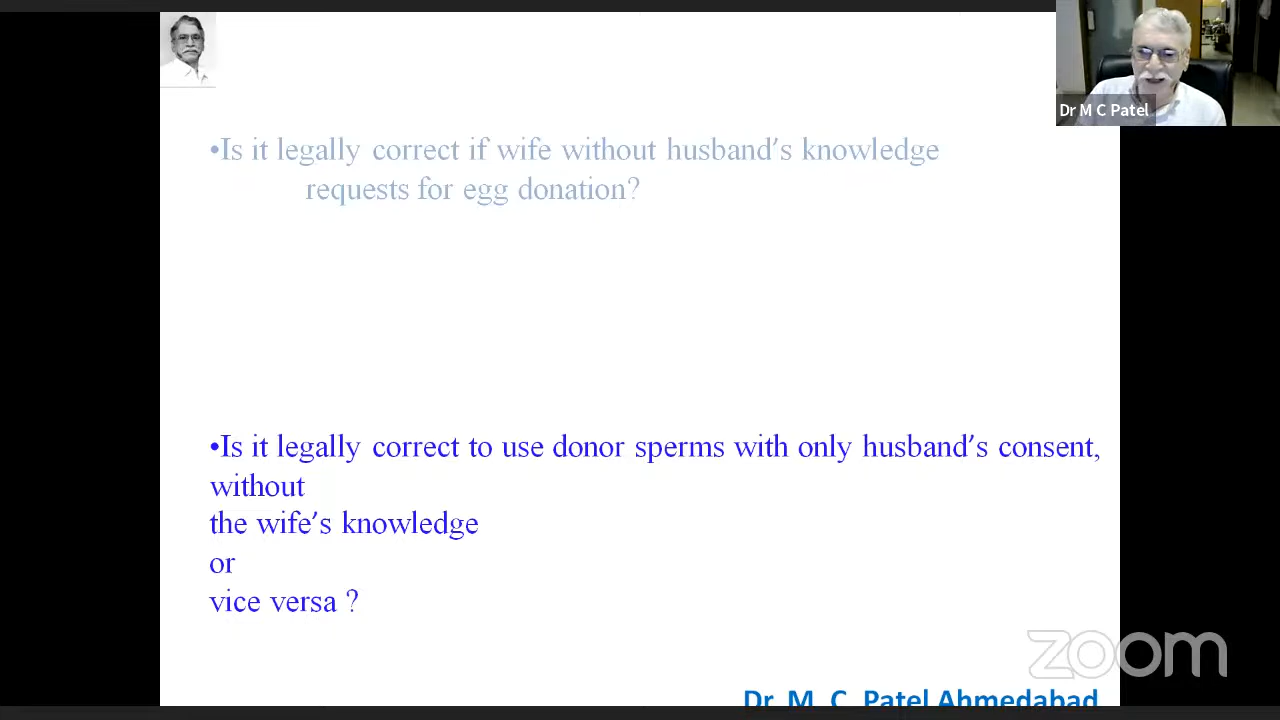 Dr M C Patel
•Is it legally correct if wife without husband’s knowledge
requests for egg donation?
•Is it legally correct to use donor sperms with only husband’s consent,
without
the wife’s knowledge
or
vice versa ?
zoom
Dr. M. C. Patel Ahmedabad